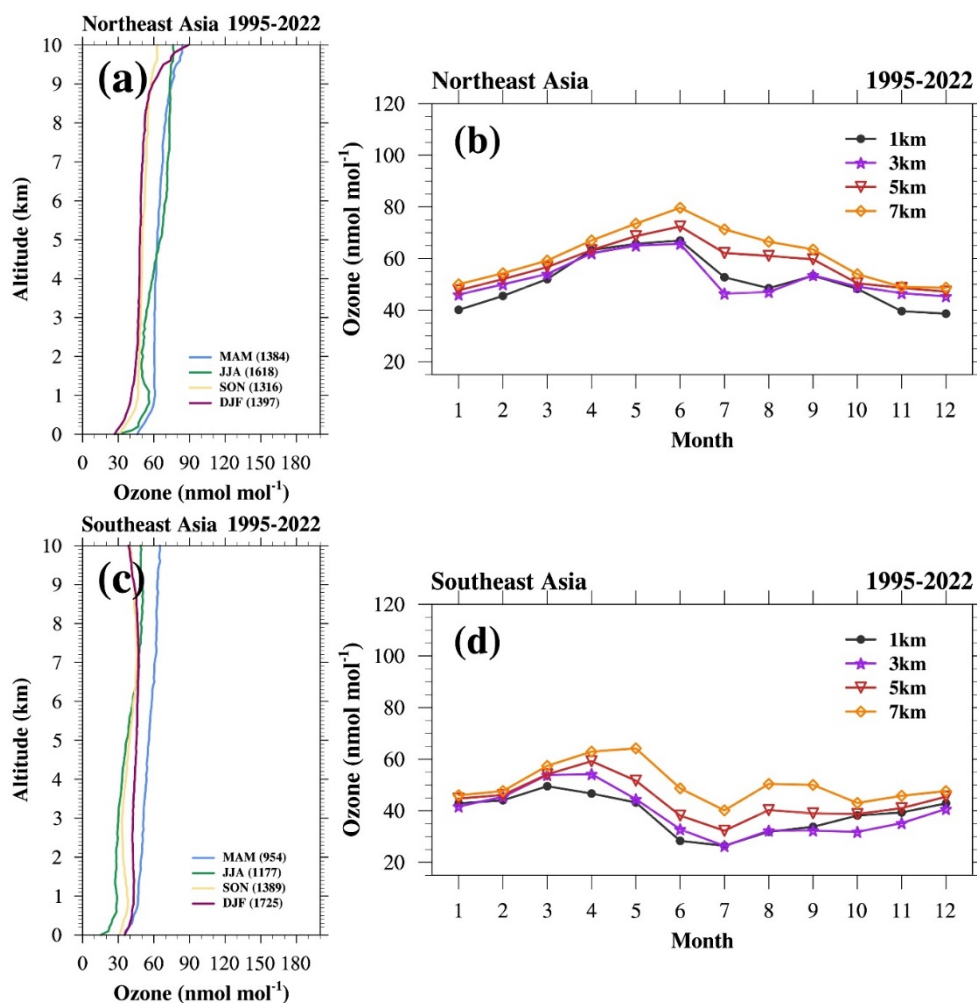 Northeast Asia 1995-2022
(a)
10
9
8
7
6
5
4
3
2
1
0
Altitude (km)
MAM (1384)
JJA (1618)
SON (1316)
DJF (1397)
0 30 60 90 120 150 180
Ozone (nmol mol⁻¹)
Northeast Asia 1995-2022
(b)
120
100
80
60
40
20
Ozone (nmol mol⁻¹)
1km
3km
5km
7km
1 2 3 4 5 6 7 8 9 10 11 12
Month
Southeast Asia 1995-2022
(c)
10
9
8
7
6
5
4
3
2
1
0
Altitude (km)
MAM (954)
JJA (1177)
SON (1389)
DJF (1725)
0 30 60 90 120 150 180
Ozone (nmol mol⁻¹)
Southeast Asia 1995-2022
(d)
120
100
80
60
40
20
Ozone (nmol mol⁻¹)
1km
3km
5km
7km
1 2 3 4 5 6 7 8 9 10 11 12
Month